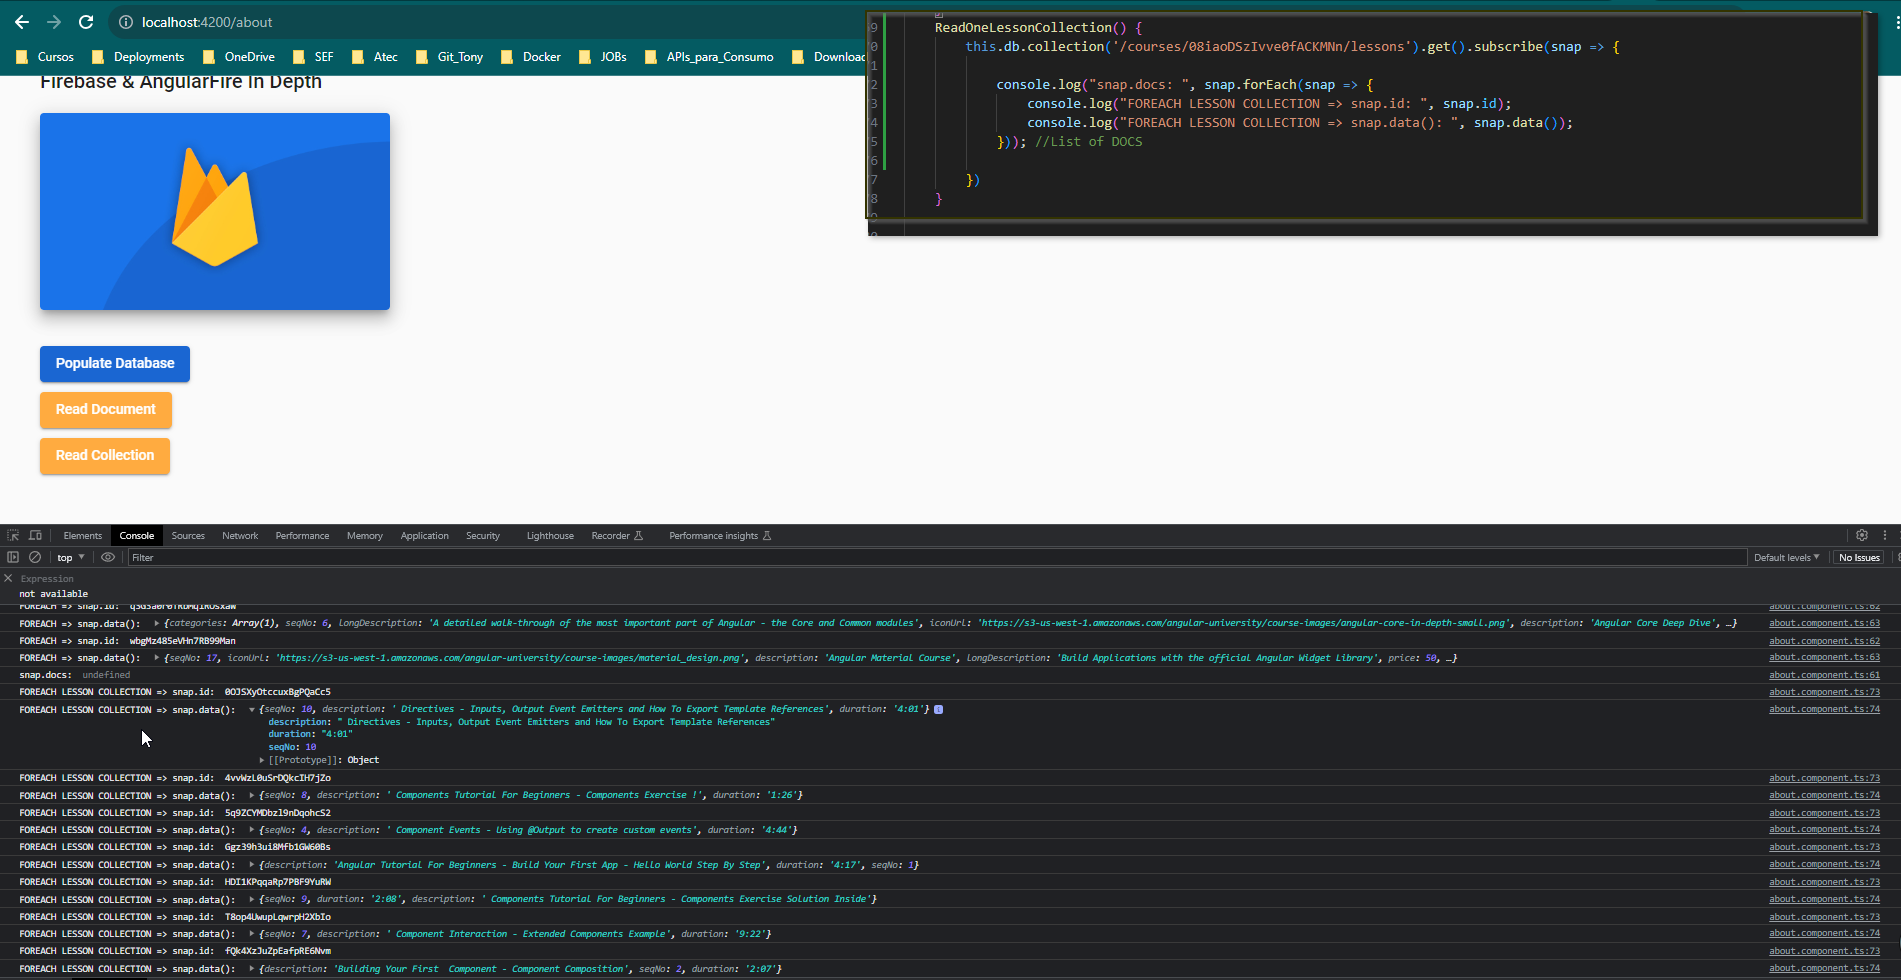 localhost:4200/about
Cursos Deployments OneDrive SEF Atec Git_Tony Docker JOBs APIs_para_Consumo Downloac
Firebase & AngularFire In Depth
ReadOneLessonCollection() {
this.db.collection('/courses/08iaoDSzIvve0fACKMNn/lessons').get().subscribe(snap => {
console.log("snap.docs: ", snap.forEach(snap => {
console.log("FOREACH LESSON COLLECTION => snap.id: ", snap.id);
console.log("FOREACH LESSON COLLECTION => snap.data(): ", snap.data());
})); //List of DOCS
})
}
Populate Database
Read Document
Read Collection
Elements Console Sources Network Performance Memory Application Security Lighthouse Recorder Performance insights
top Filter Default levels No Issues
Expression
not available
FOREACH => snap.id: about.component.ts:62
FOREACH => snap.data(): {categories: Array(1), seqNo: 6, longDescription: 'A detailed walk-through of the most important part of Angular - the Core and Common modules', iconUrl: 'https://s3-us-west-1.amazonaws.com/angular-university/course-images/angular-core-in-depth-small.png', description: 'Angular Core Deep Dive', …} about.component.ts:63
FOREACH => snap.id: wbgMz485eVHn7RB99Man about.component.ts:62
FOREACH => snap.data(): {seqNo: 17, iconUrl: 'https://s3-us-west-1.amazonaws.com/angular-university/course-images/material_design.png', description: 'Angular Material Course', longDescription: 'Build Applications with the official Angular Widget Library', price: 50, …} about.component.ts:63
snap.docs: undefined about.component.ts:61
FOREACH LESSON COLLECTION => snap.id: 0OJSXyOtccuxBgPQaCc5 about.component.ts:73
FOREACH LESSON COLLECTION => snap.data(): {seqNo: 10, description: ' Directives - Inputs, Output Event Emitters and How To Export Template References', duration: '4:01'} about.component.ts:74
description: " Directives - Inputs, Output Event Emitters and How To Export Template References"
duration: "4:01"
seqNo: 10
[[Prototype]]: Object
FOREACH LESSON COLLECTION => snap.id: 4vvWzL0uSrDQkcIH7jZo about.component.ts:73
FOREACH LESSON COLLECTION => snap.data(): {seqNo: 8, description: ' Components Tutorial For Beginners - Components Exercise !', duration: '1:26'} about.component.ts:74
FOREACH LESSON COLLECTION => snap.id: 5q9ZCYMDbzl9nDqohcS2 about.component.ts:73
FOREACH LESSON COLLECTION => snap.data(): {seqNo: 4, description: ' Component Events - Using @Output to create custom events', duration: '4:44'} about.component.ts:74
FOREACH LESSON COLLECTION => snap.id: Ggz39h3ui8Mfb1GW60Bs about.component.ts:73
FOREACH LESSON COLLECTION => snap.data(): {description: 'Angular Tutorial For Beginners - Build Your First App - Hello World Step By Step', duration: '4:17', seqNo: 1} about.component.ts:74
FOREACH LESSON COLLECTION => snap.id: HDI1KPqqaRp7PBF9YuRW about.component.ts:73
FOREACH LESSON COLLECTION => snap.data(): {seqNo: 9, duration: '2:08', description: ' Components Tutorial For Beginners - Components Exercise Solution Inside'} about.component.ts:74
FOREACH LESSON COLLECTION => snap.id: T8op4UwupLqwrpH2XbIo about.component.ts:73
FOREACH LESSON COLLECTION => snap.data(): {seqNo: 7, description: ' Component Interaction - Extended Components Example', duration: '9:22'} about.component.ts:74
FOREACH LESSON COLLECTION => snap.id: fQk4XzJuZpEafpRE6Nvm about.component.ts:73
FOREACH LESSON COLLECTION => snap.data(): {description: 'Building Your First  Component - Component Composition', seqNo: 2, duration: '2:07'} about.component.ts:74